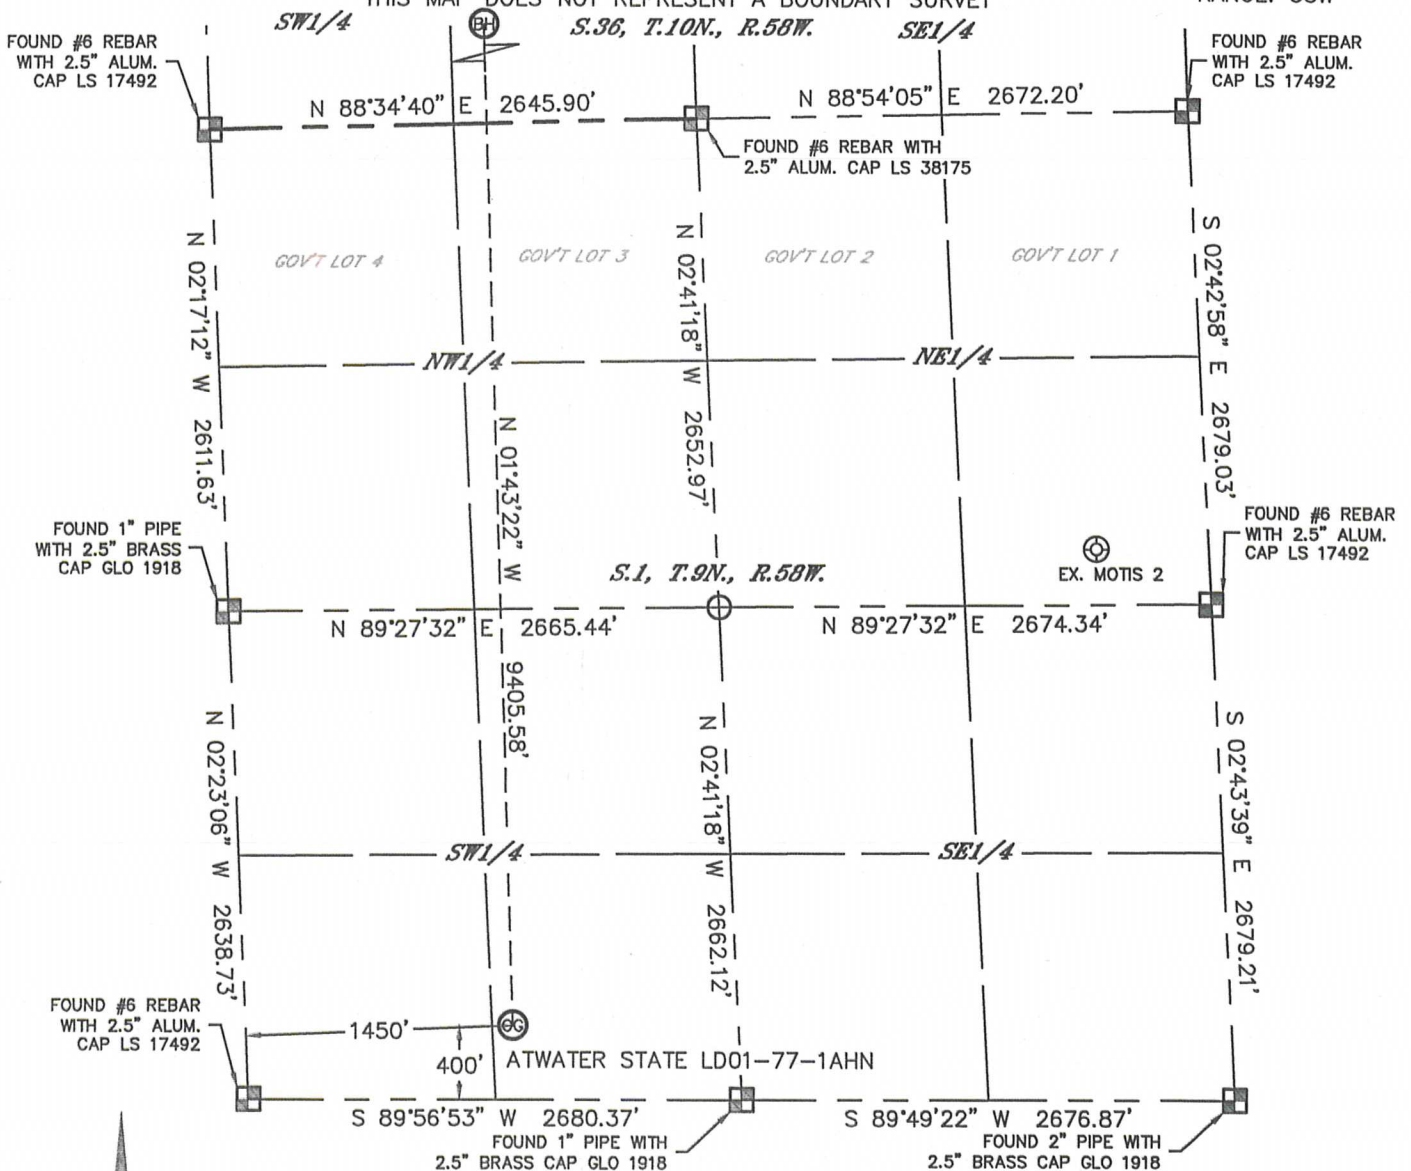 THIS MAP DOES NOT REPRESENT A BOUNDARY SURVEY
SW1/4
BH
S.36, T.10N., R.58W.
SE1/4
FOUND #6 REBAR
WITH 2.5" ALUM.
CAP LS 17492
FOUND #6 REBAR
WITH 2.5" ALUM.
CAP LS 17492
N 88°34'40" E 2645.90'
N 88°54'05" E 2672.20'
FOUND #6 REBAR WITH
2.5" ALUM. CAP LS 38175
GOV'T LOT 4
GOV'T LOT 3
GOV'T LOT 2
GOV'T LOT 1
N 02°17'12" W 2611.63'
N 02°41'18" W 2652.97'
S 02°42'58" E 2679.03'
NW1/4
NE1/4
N 01°43'22" W 9405.58'
FOUND 1" PIPE
WITH 2.5" BRASS
CAP GLO 1918
S.1, T.9N., R.58W.
EX. MOTIS 2
FOUND #6 REBAR
WITH 2.5" ALUM.
CAP LS 17492
N 89°27'32" E 2665.44'
N 89°27'32" E 2674.34'
N 02°23'06" W 2638.73'
N 02°41'18" W 2662.12'
S 02°43'39" E 2679.21'
SW1/4
SE1/4
FOUND #6 REBAR
WITH 2.5" ALUM.
CAP LS 17492
1450'
OG
400'
ATWATER STATE LD01-77-1AHN
S 89°56'53" W 2680.37'
S 89°49'22" W 2676.87'
FOUND 1" PIPE WITH
2.5" BRASS CAP GLO 1918
FOUND 2" PIPE WITH
2.5" BRASS CAP GLO 1918